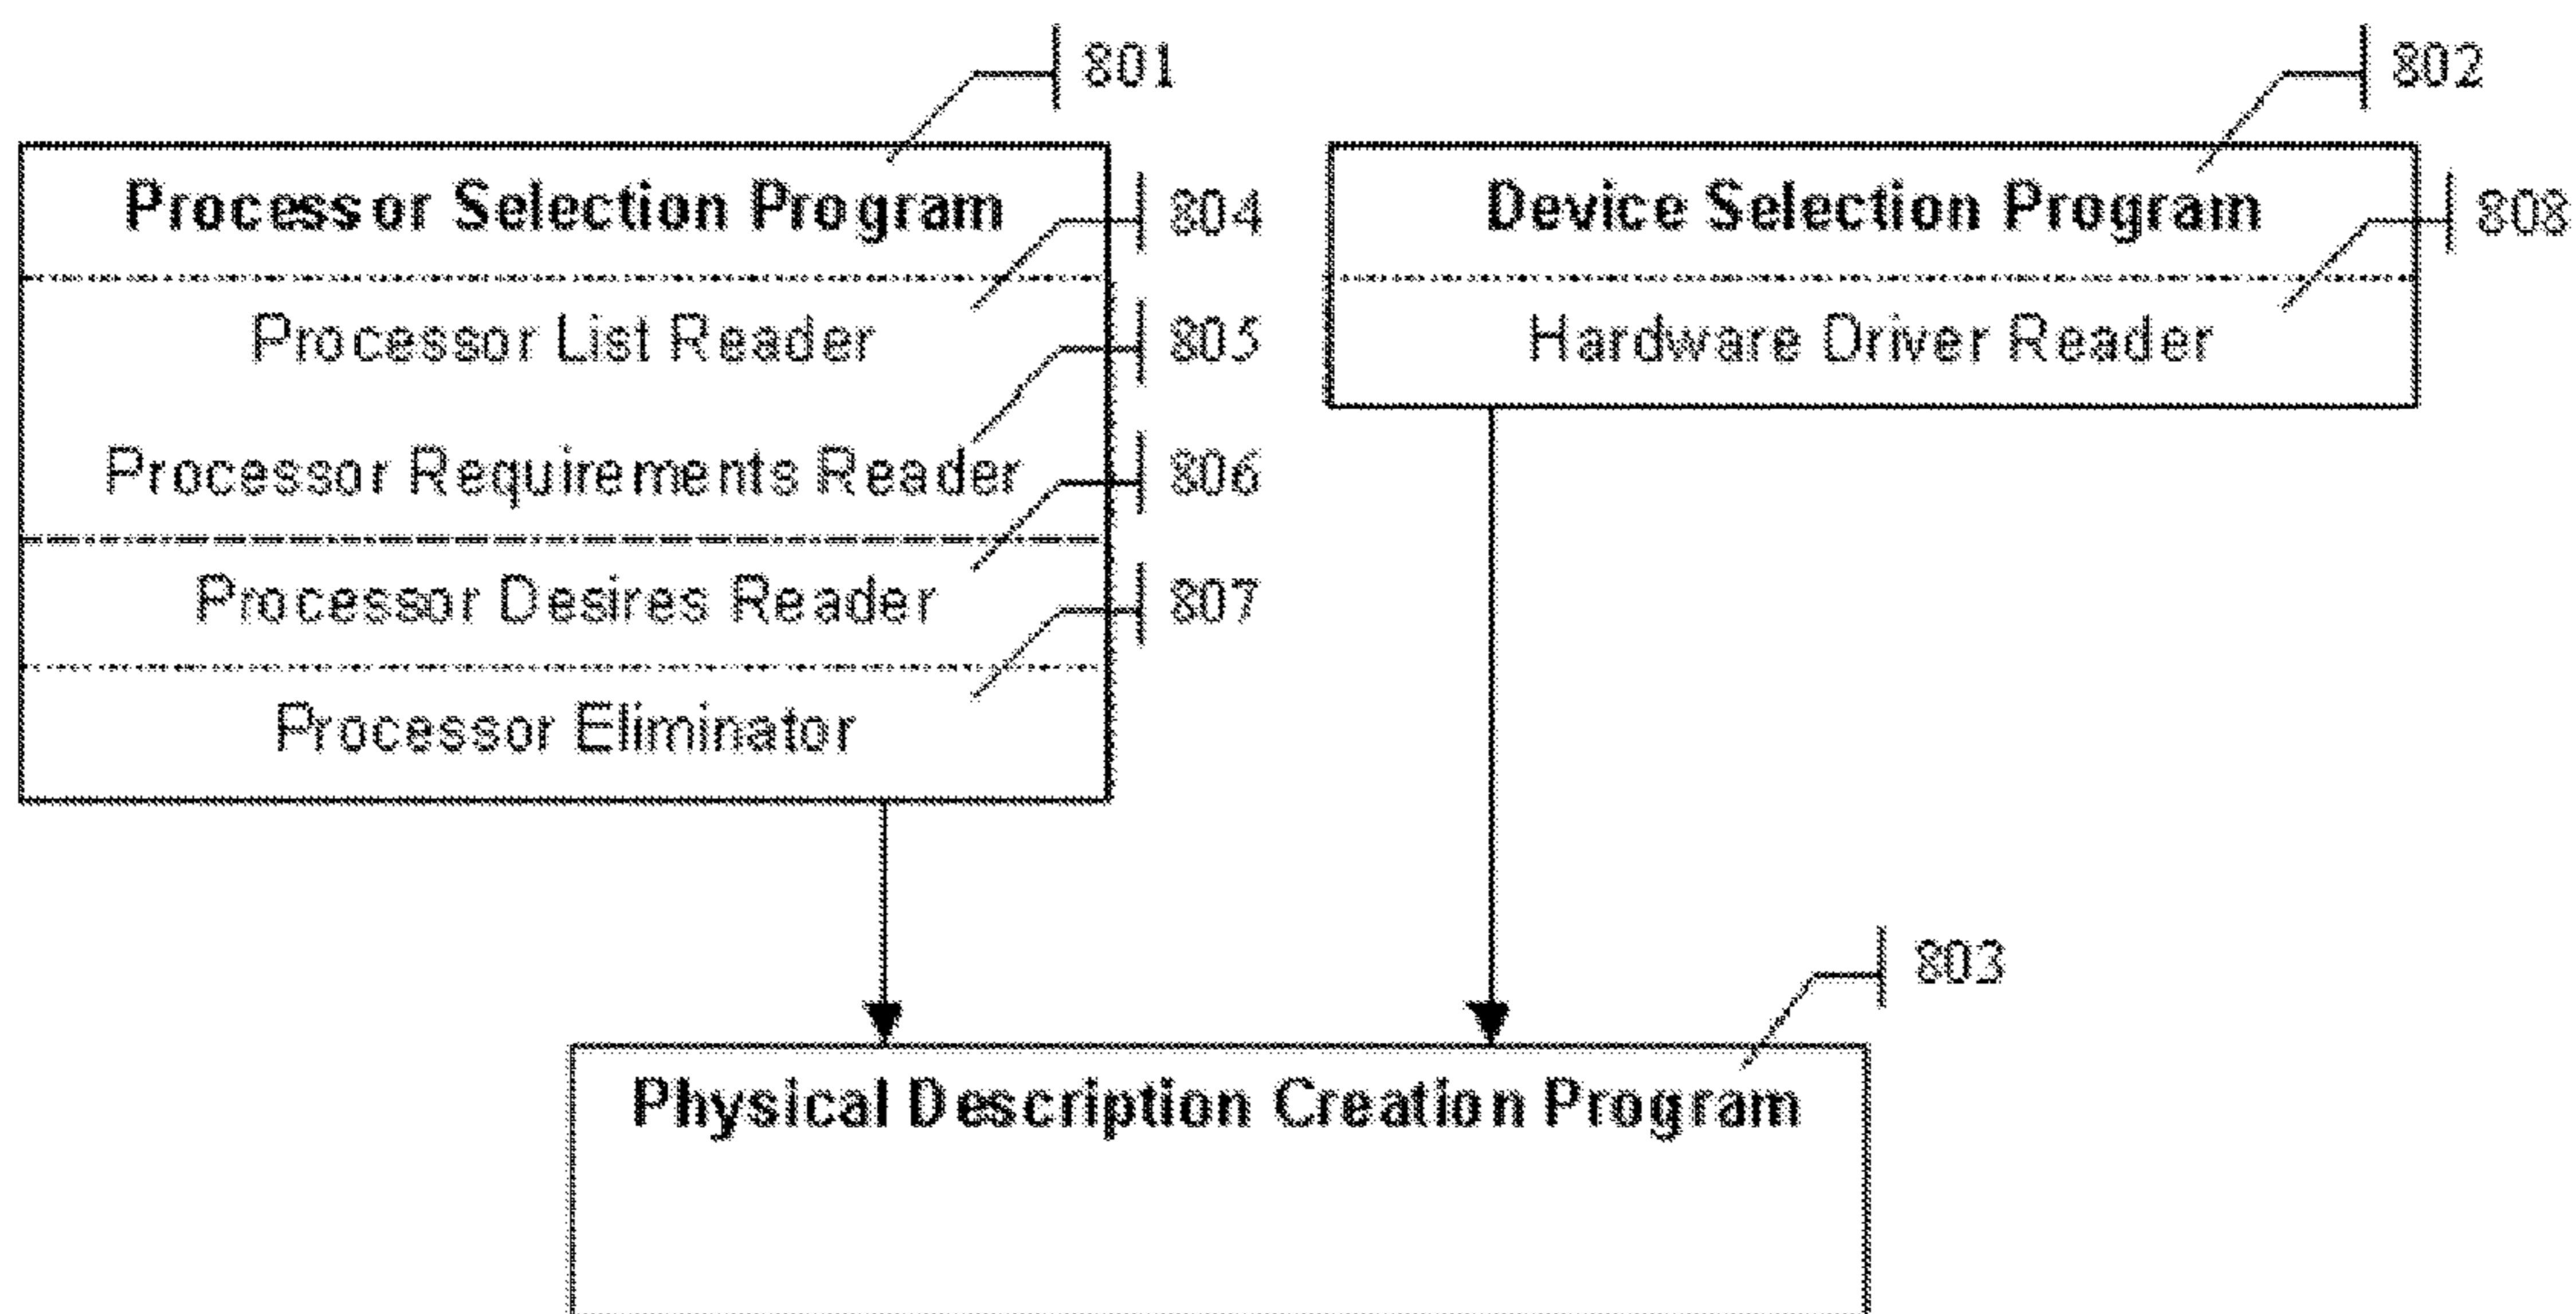 801
802
Processor Selection Program
804
Device Selection Program
808
Processor List Reader
805
Hardware Driver Reader
Processor Requirements Reader
806
Processor Desires Reader
807
Processor Eliminator
803
Physical Description Creation Program